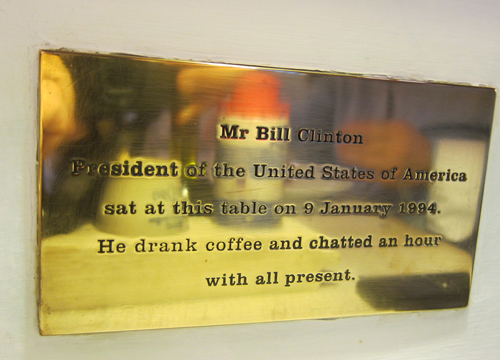 Mr Bill Clinton
President of the United States of America
sat at this table on 9 January 1994.
He drank coffee and chatted an hour
with all present.